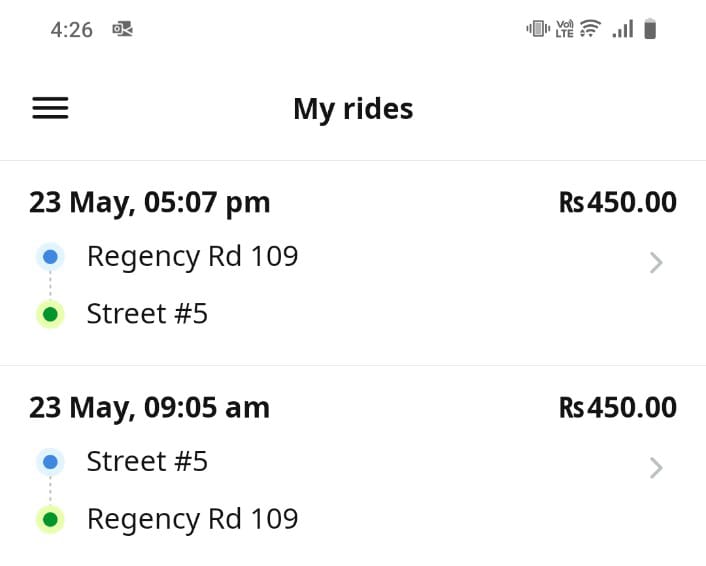 4:26
Vo)) LTE
My rides
23 May, 05:07 pm Rs450.00
Regency Rd 109
Street #5
23 May, 09:05 am Rs450.00
Street #5
Regency Rd 109